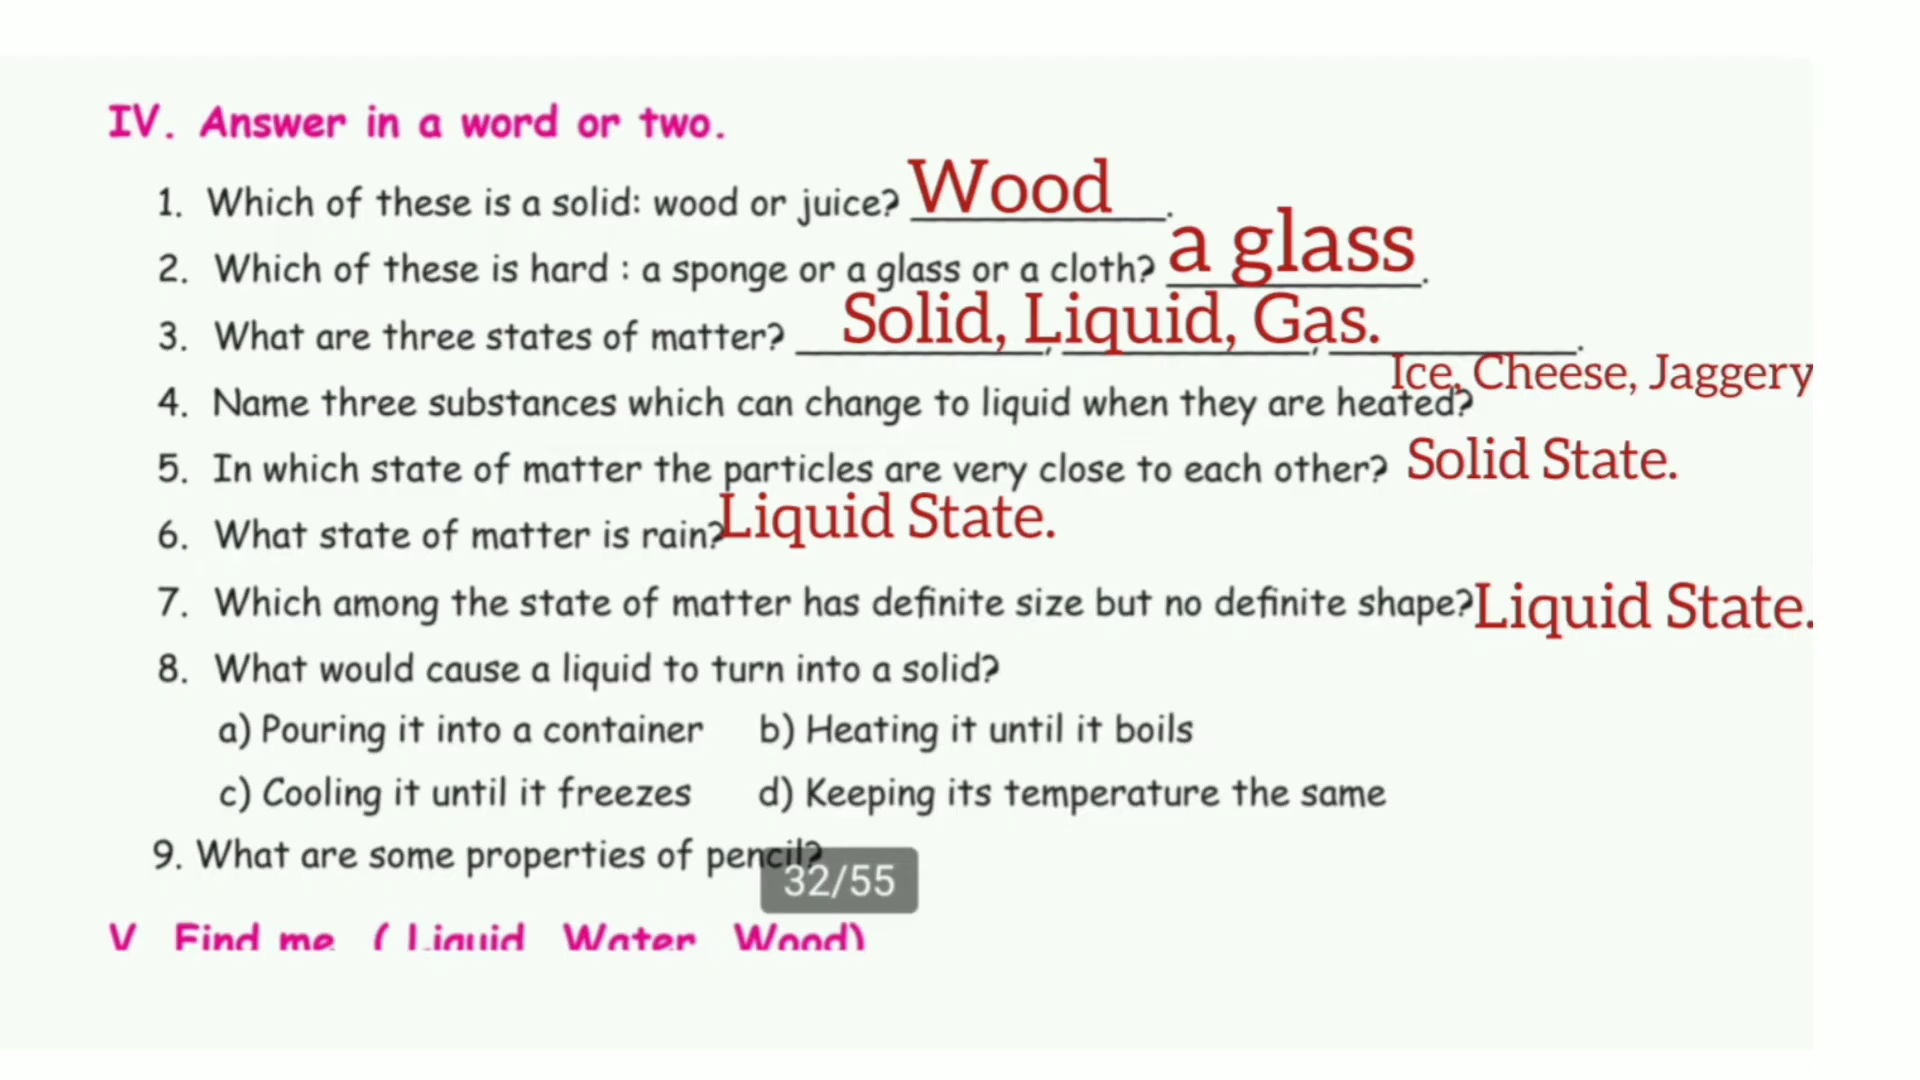 IV. Answer in a word or two.
1. Which of these is a solid: wood or juice? Wood.
2. Which of these is hard : a sponge or a glass or a cloth? a glass.
3. What are three states of matter? Solid, Liquid, Gas.
Ice, Cheese, Jaggery
4. Name three substances which can change to liquid when they are heated?
5. In which state of matter the particles are very close to each other? Solid State.
6. What state of matter is rain? Liquid State.
7. Which among the state of matter has definite size but no definite shape? Liquid State.
8. What would cause a liquid to turn into a solid?
a) Pouring it into a container b) Heating it until it boils
c) Cooling it until it freezes d) Keeping its temperature the same
9. What are some properties of pencil?
32/55
V Find me ( Liquid Water Wood)